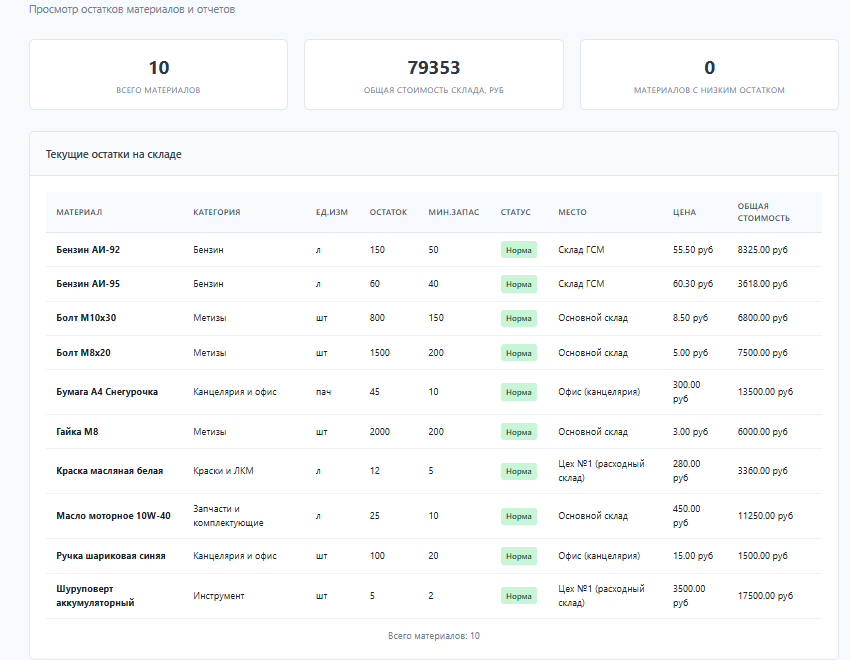 Просмотр остатков материалов и отчетов
10
79353
0
ВСЕГО МАТЕРИАЛОВ
ОБЩАЯ СТОИМОСТЬ СКЛАДА, РУБ
МАТЕРИАЛОВ С НИЗКИМ ОСТАТКОМ
Текущие остатки на складе
МАТЕРИАЛ КАТЕГОРИЯ ЕД.ИЗМ ОСТАТОК МИН.ЗАПАС СТАТУС МЕСТО ЦЕНА ОБЩАЯ
СТОИМОСТЬ
Бензин АИ-92 Бензин л 150 50 Норма Склад ГСМ 55.50 руб 8325.00 руб
Бензин АИ-95 Бензин л 60 40 Норма Склад ГСМ 60.30 руб 3618.00 руб
Болт М10х30 Метизы шт 800 150 Норма Основной склад 8.50 руб 6800.00 руб
Болт М8х20 Метизы шт 1500 200 Норма Основной склад 5.00 руб 7500.00 руб
Бумага А4 Снегурочка Канцелярия и офис пач 45 10 Норма Офис (канцелярия) 300.00
руб 13500.00 руб
Гайка М8 Метизы шт 2000 200 Норма Основной склад 3.00 руб 6000.00 руб
Краска масляная белая Краски и ЛКМ л 12 5 Норма Цех №1 (расходный
склад) 280.00
руб 3360.00 руб
Масло моторное 10W-40 Запчасти и
комплектующие л 25 10 Норма Основной склад 450.00
руб 11250.00 руб
Ручка шариковая синяя Канцелярия и офис шт 100 20 Норма Офис (канцелярия) 15.00 руб 1500.00 руб
Шуруповерт
аккумуляторный Инструмент шт 5 2 Норма Цех №1 (расходный
склад) 3500.00
руб 17500.00 руб
Всего материалов: 10